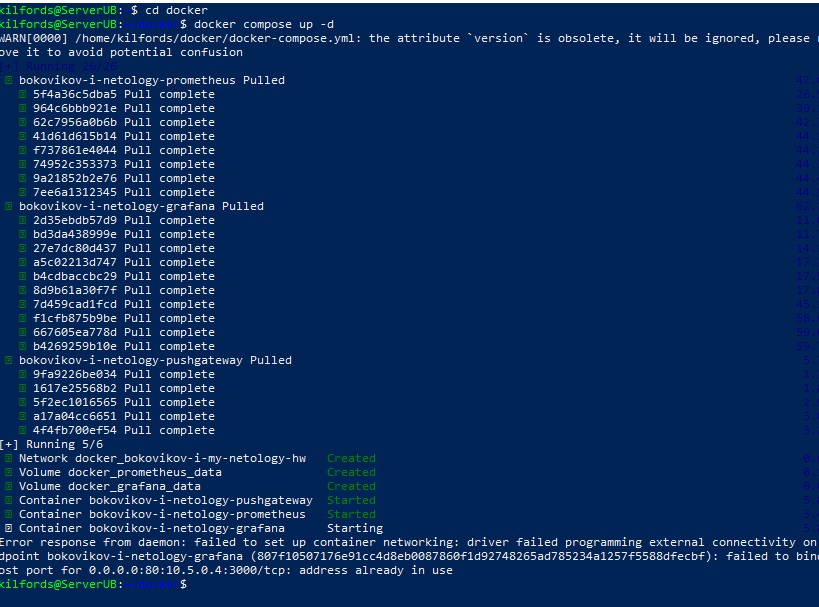 kilfords@ServerUB: $ cd docker
kilfords@ServerUB:~/docker$ docker compose up -d
WARN[0000] /home/kilfords/docker/docker-compose.yml: the attribute `version` is obsolete, it will be ignored, please
ove it to avoid potential confusion
[+] Running 26/26
bokovikov-i-netology-prometheus Pulled
5f4a36c5dba5 Pull complete
964c6bbb921e Pull complete
62c7956a0b6b Pull complete
41d61d615b14 Pull complete
f737861e4044 Pull complete
74952c353373 Pull complete
9a21852b2e76 Pull complete
7ee6a1312345 Pull complete
bokovikov-i-netology-grafana Pulled
2d35ebdb57d9 Pull complete
bd3da438999e Pull complete
27e7dc80d437 Pull complete
a5c02213d747 Pull complete
b4cdbaccbc29 Pull complete
8d9b61a30f7f Pull complete
7d459cad1fcd Pull complete
f1cfb875b9be Pull complete
667605ea778d Pull complete
b4269259b10e Pull complete
bokovikov-i-netology-pushgateway Pulled
9fa9226be034 Pull complete
1617e25568b2 Pull complete
5f2ec1016565 Pull complete
a17a04cc6651 Pull complete
4f4fb700ef54 Pull complete
[+] Running 5/6
Network docker_bokovikov-i-my-netology-hw Created
Volume docker_prometheus_data Created
Volume docker_grafana_data Created
Container bokovikov-i-netology-pushgateway Started
Container bokovikov-i-netology-prometheus Started
Container bokovikov-i-netology-grafana Starting
Error response from daemon: failed to set up container networking: driver failed programming external connectivity on
dpoint bokovikov-i-netology-grafana (807f10507176e91cc4d8eb0087860f1d92748265ad785234a1257f5588dfecbf): failed to bin
ost port for 0.0.0.0:80:10.5.0.4:3000/tcp: address already in use
kilfords@ServerUB:~/docker$